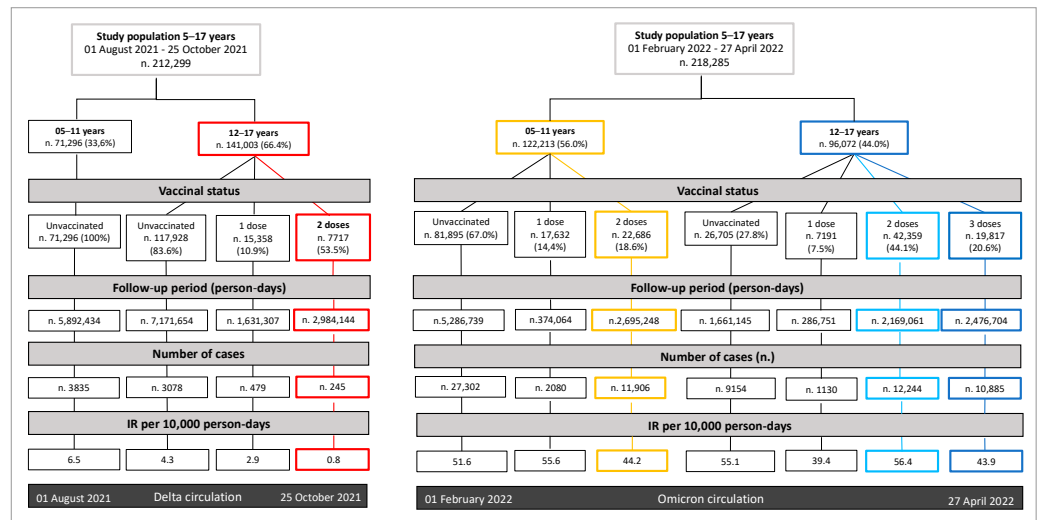 Study population 5–17 years
01 August 2021 - 25 October 2021
n. 212,299
05–11 years
n. 71,296 (33,6%)
12–17 years
n. 141,003 (66.4%)
Vaccinal status
Unvaccinated
n. 71,296 (100%)
Unvaccinated
n. 117,928
(83.6%)
1 dose
n. 15,358
(10.9%)
2 doses
n. 7717
(53.5%)
Follow-up period (person-days)
n. 5,892,434
n. 7,171,654
n. 1,631,307
n. 2,984,144
Number of cases
n. 3835
n. 3078
n. 479
n. 245
IR per 10,000 person-days
6.5
4.3
2.9
0.8
01 August 2021 Delta circulation 25 October 2021
Study population 5–17 years
01 February 2022 - 27 April 2022
n. 218,285
05–11 years
n. 122,213 (56.0%)
12–17 years
n. 96,072 (44.0%)
Vaccinal status
Unvaccinated
n. 81,895 (67.0%)
1 dose
n. 17,632
(14,4%)
2 doses
n. 22,686
(18.6%)
Unvaccinated
n. 26,705 (27.8%)
1 dose
n. 7191
(7.5%)
2 doses
n. 42,359
(44.1%)
3 doses
n. 19,817
(20.6%)
Follow-up period (person-days)
n.5,286,739
n.374,064
n.2,695,248
n. 1,661,145
n. 286,751
n. 2,169,061
n. 2,476,704
Number of cases (n.)
n. 27,302
n. 2080
n. 11,906
n. 9154
n. 1130
n. 12,244
n. 10,885
IR per 10,000 person-days
51.6
55.6
44.2
55.1
39.4
56.4
43.9
01 February 2022 Omicron circulation 27 April 2022